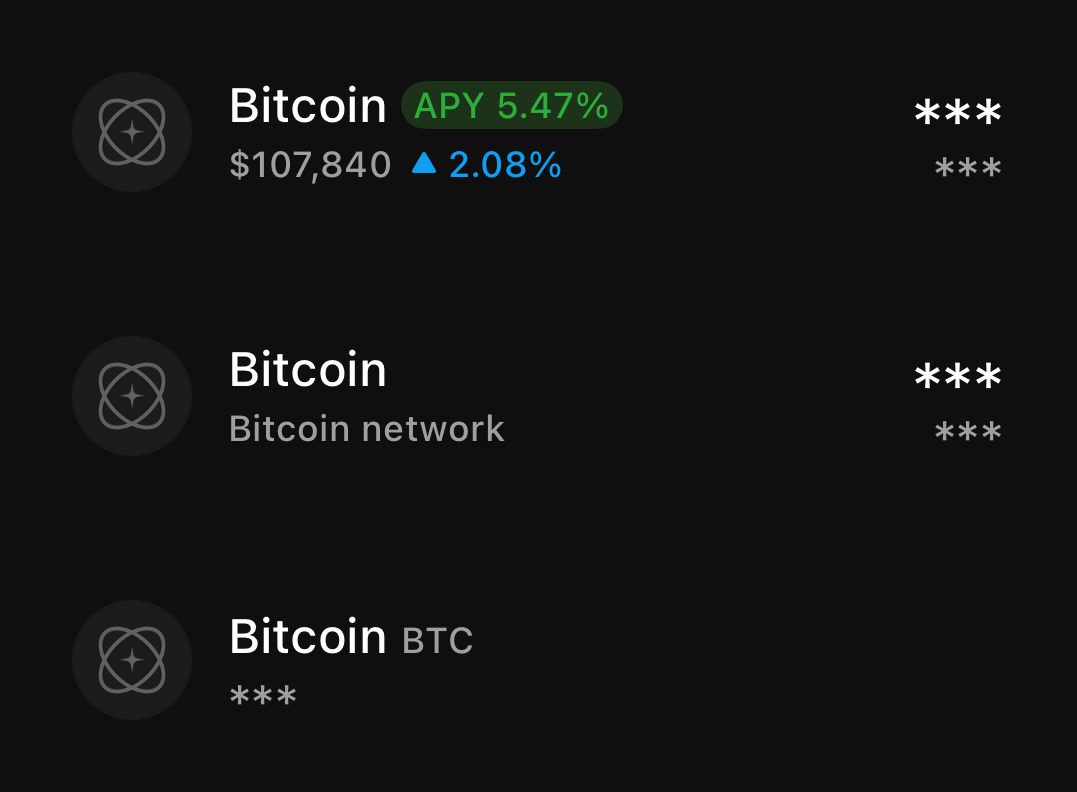 Bitcoin APY 5.47% ***
$107,840 ▲ 2.08% ***
Bitcoin ***
Bitcoin network ***
Bitcoin BTC
***